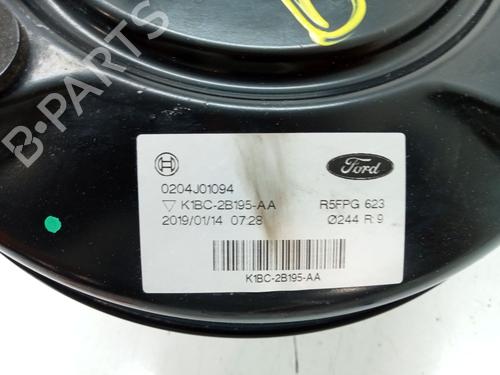 B-PARTS
Ford
0204J01094
▽ K1BC-2B195-AA R5FPG 623
2019/01/14 07:28 Ø244 R:9
K1BC-2B195-AA